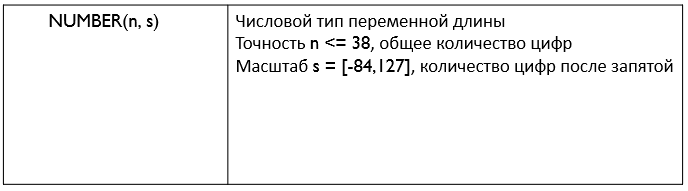 NUMBER(n, s)
Числовой тип переменной длины
Точность n <= 38, общее количество цифр
Масштаб s = [-84,127], количество цифр после запятой